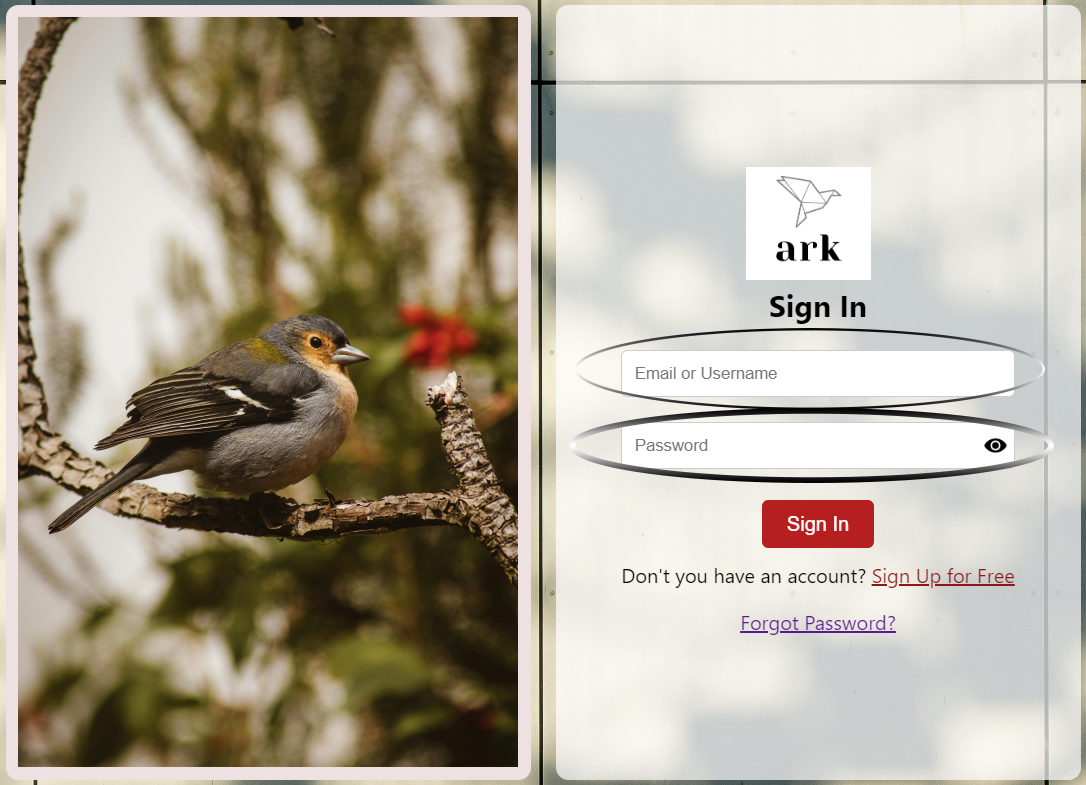 ark
Sign In
Email or Username
Password
Sign In
Don't you have an account? Sign Up for Free
Forgot Password?